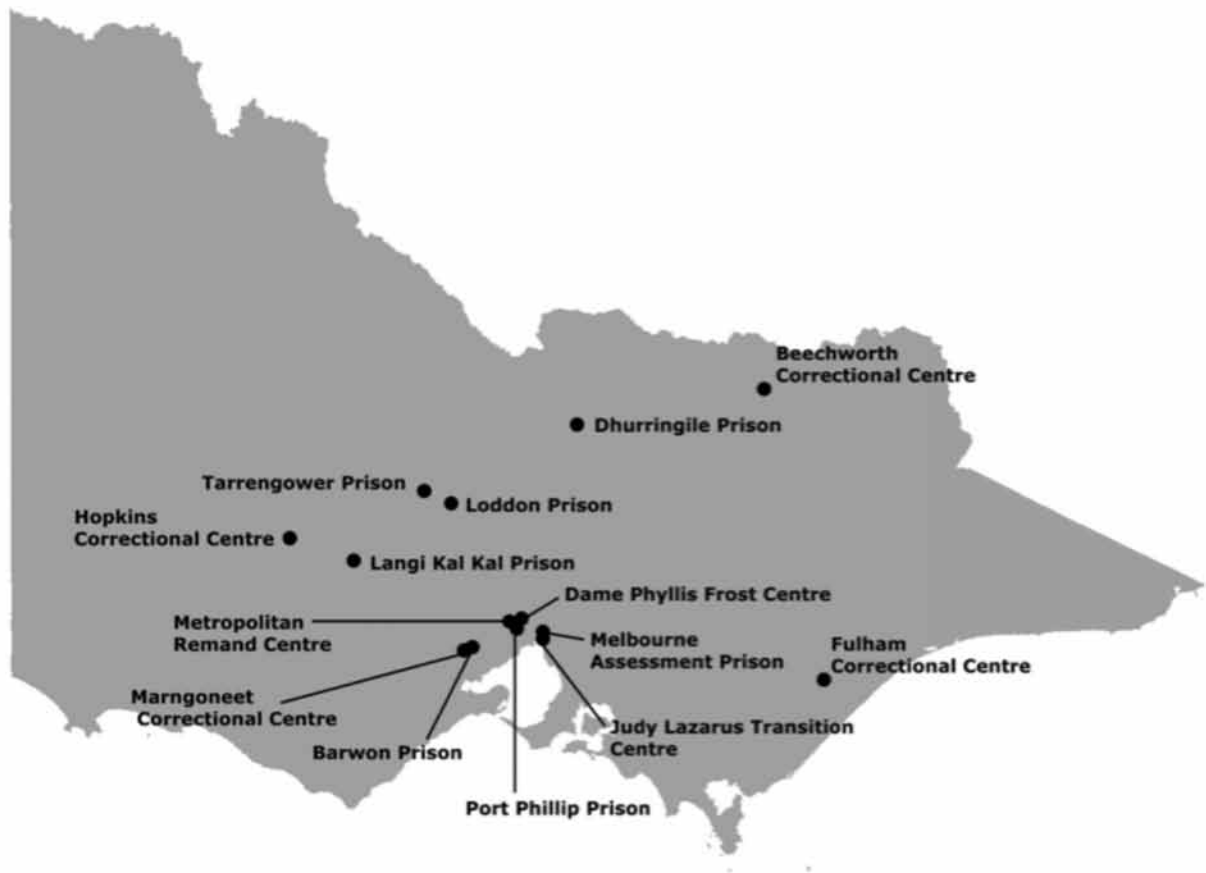 Beechworth
Correctional Centre
Dhurringile Prison
Tarrengower Prison
Loddon Prison
Hopkins
Correctional Centre
Langi Kal Kal Prison
Dame Phyllis Frost Centre
Metropolitan
Remand Centre
Melbourne
Assessment Prison
Fulham
Correctional Centre
Marngoneet
Correctional Centre
Judy Lazarus Transition
Centre
Barwon Prison
Port Phillip Prison